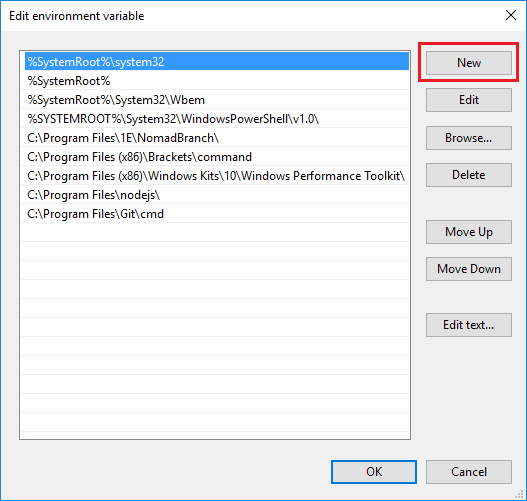 Edit environment variable
%SystemRoot%\system32
%SystemRoot%
%SystemRoot%\System32\Wbem
%SYSTEMROOT%\System32\WindowsPowerShell\v1.0\
C:\Program Files\1E\NomadBranch\
C:\Program Files (x86)\Brackets\command
C:\Program Files (x86)\Windows Kits\10\Windows Performance Toolkit\
C:\Program Files\nodejs\
C:\Program Files\Git\cmd
New
Edit
Browse...
Delete
Move Up
Move Down
Edit text...
OK
Cancel